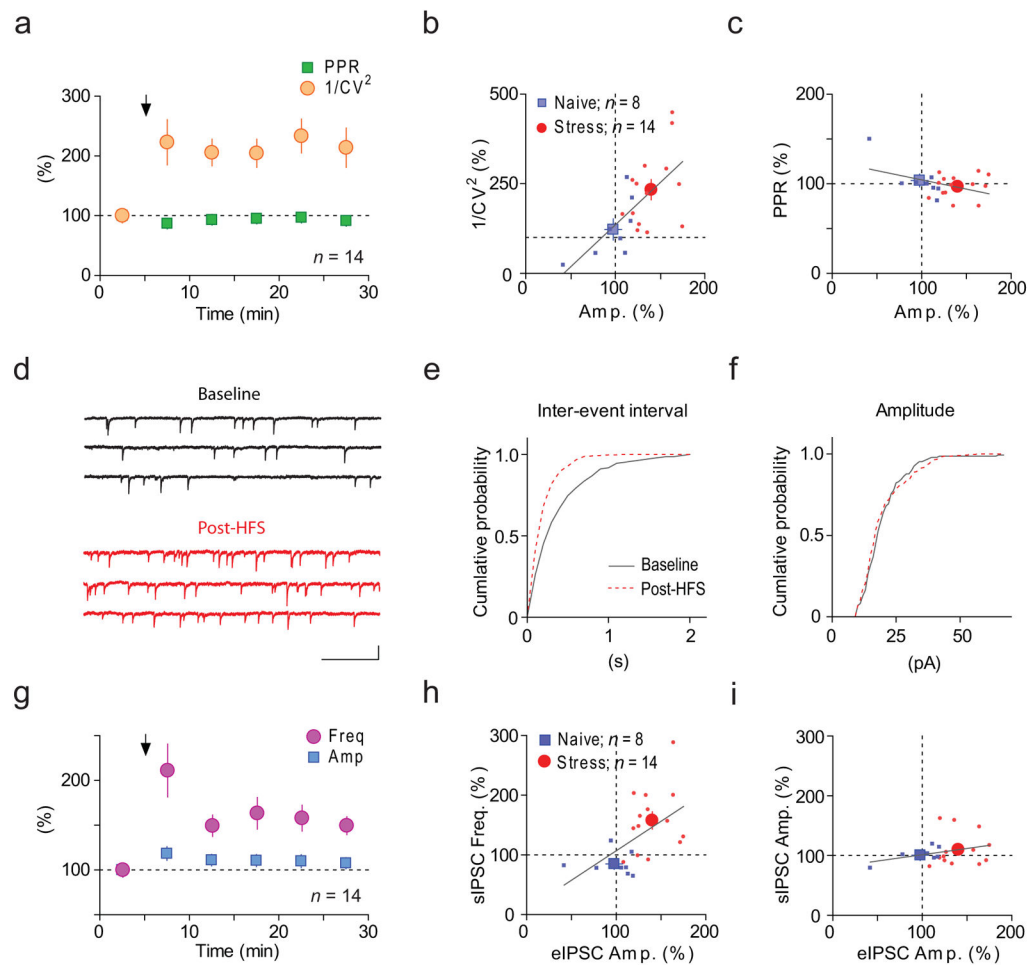 a
PPR
1/CV²
300
200
100
0
(%)
n = 14
0 10 20 30
Time (min)
b
Naive; n = 8
Stress; n = 14
500
250
0
1/CV² (%)
0 100 200
Amp. (%)
c
200
100
0
PPR (%)
0 100 200
Amp. (%)
d
Baseline
Post-HFS
e
Inter-event interval
1.0
0.5
0
Cumulative probability
Baseline
Post-HFS
0 1 2
(s)
f
Amplitude
1.0
0.5
0
Cumulative probability
25 50
(pA)
g
Freq
Amp
200
100
(%)
n = 14
0 10 20 30
Time (min)
h
Naive; n = 8
Stress; n = 14
300
200
100
0
sIPSC Freq. (%)
0 100 200
eIPSC Amp. (%)
i
300
200
100
0
sIPSC Amp. (%)
0 100 200
eIPSC Amp. (%)